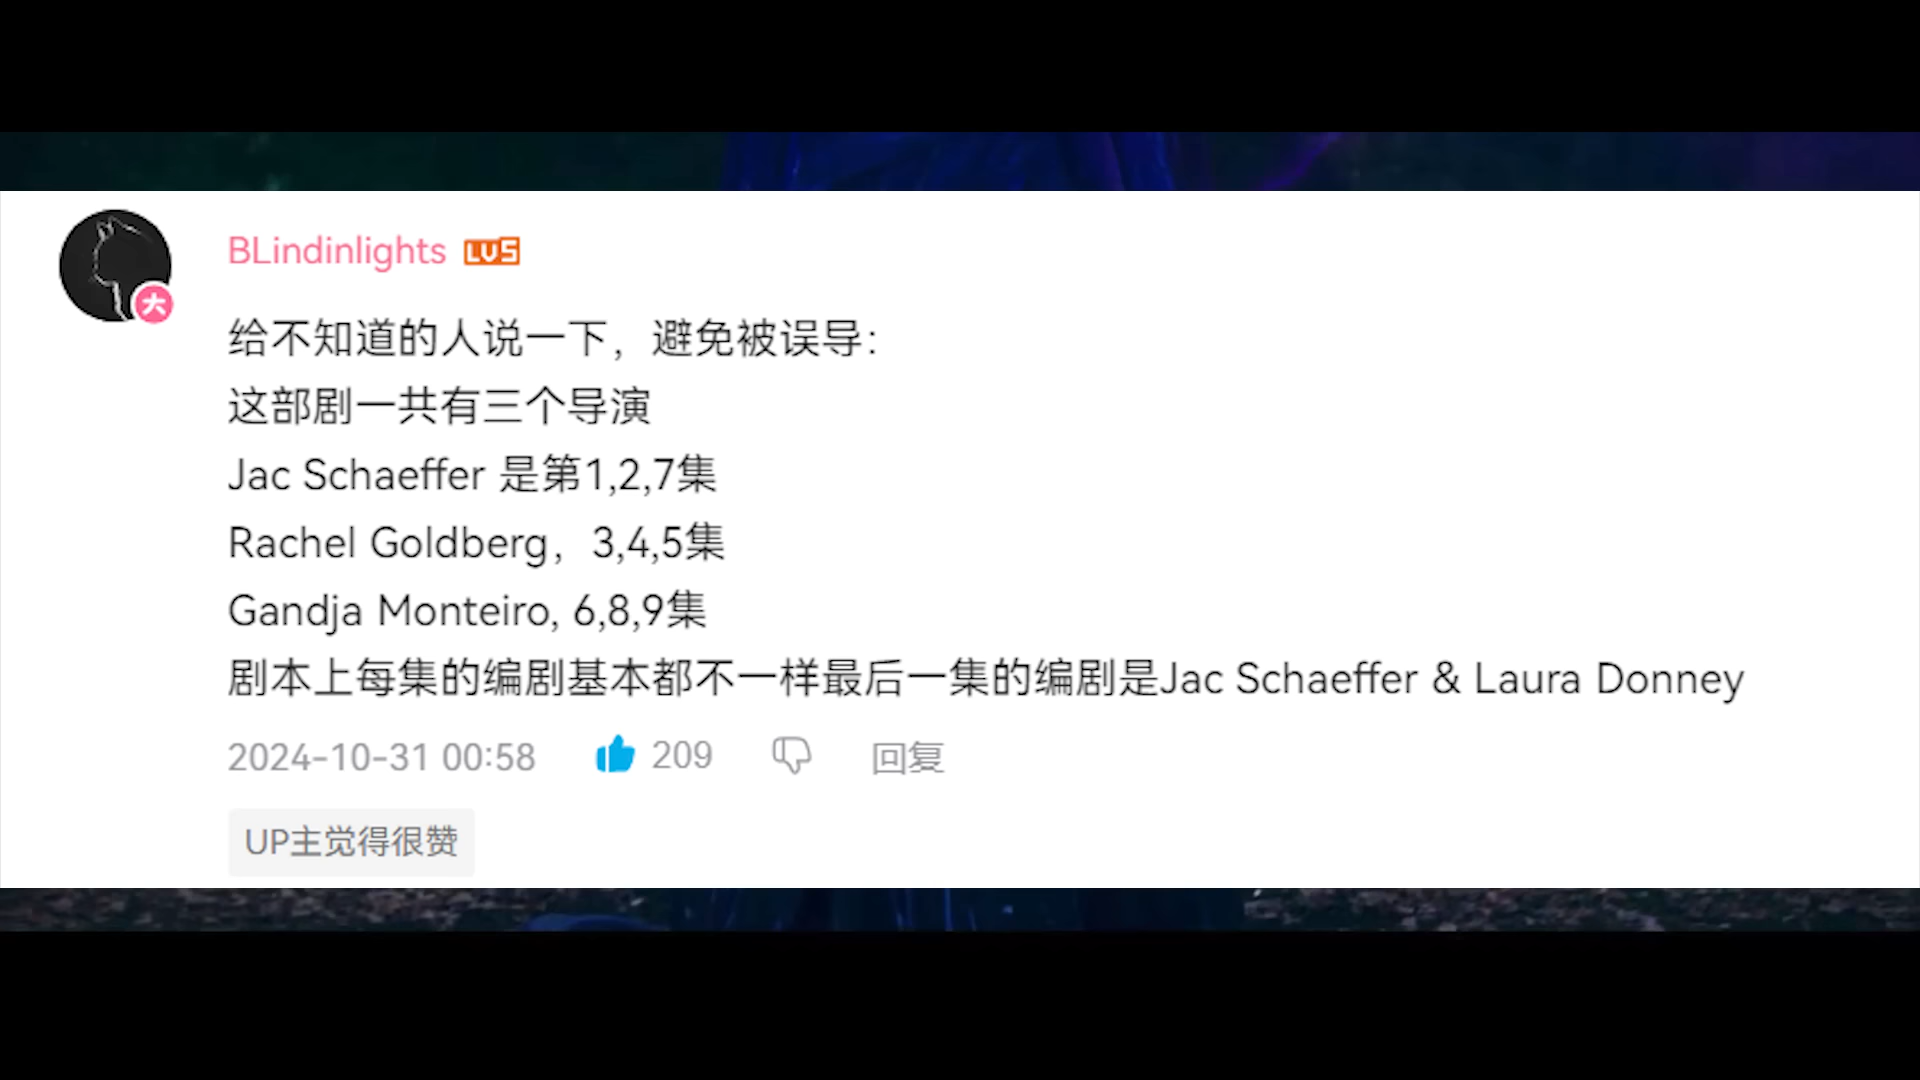 BLindinlights LV5
大
给不知道的人说一下，避免被误导：
这部剧一共有三个导演
Jac Schaeffer 是第1,2,7集
Rachel Goldberg，3,4,5集
Gandja Monteiro, 6,8,9集
剧本上每集的编剧基本都不一样最后一集的编剧是Jac Schaeffer & Laura Donney
2024-10-31 00:58 209 回复
UP主觉得很赞